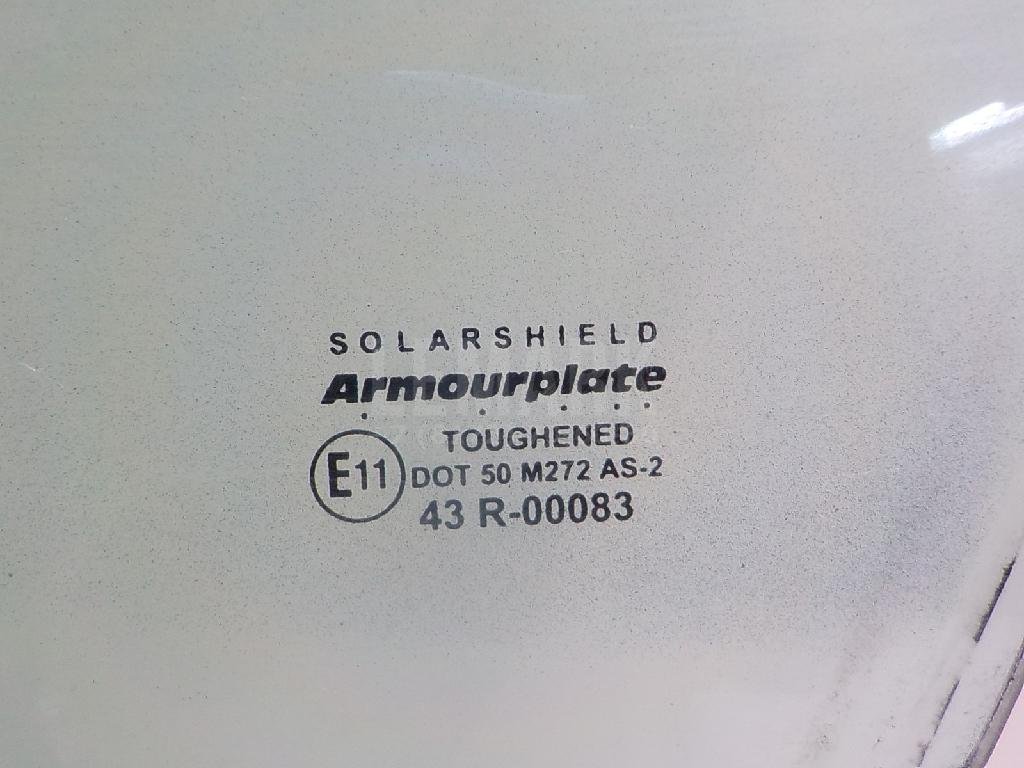 SOLARSHIELD
Armourplate
TOUGHENED
E11 DOT 50 M272 AS-2
43 R-00083